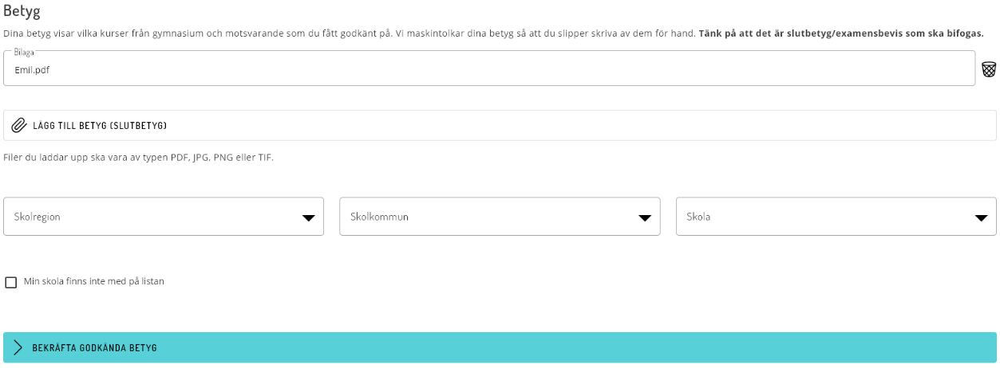 Betyg
Dina betyg visar vilka kurser från gymnasium och motsvarande som du fått godkänt på. Vi maskintolkar dina betyg så att du slipper skriva av dem för hand. Tänk på att det är slutbetyg/examensbevis som ska bifogas.
Bilaga
Emil.pdf
LÄGG TILL BETYG (SLUTBETYG)
Filer du laddar upp ska vara av typen PDF, JPG, PNG eller TIF.
Skolregion
Skolkommun
Skola
Min skola finns inte med på listan
BEKRÄFTA GODKÄNDA BETYG